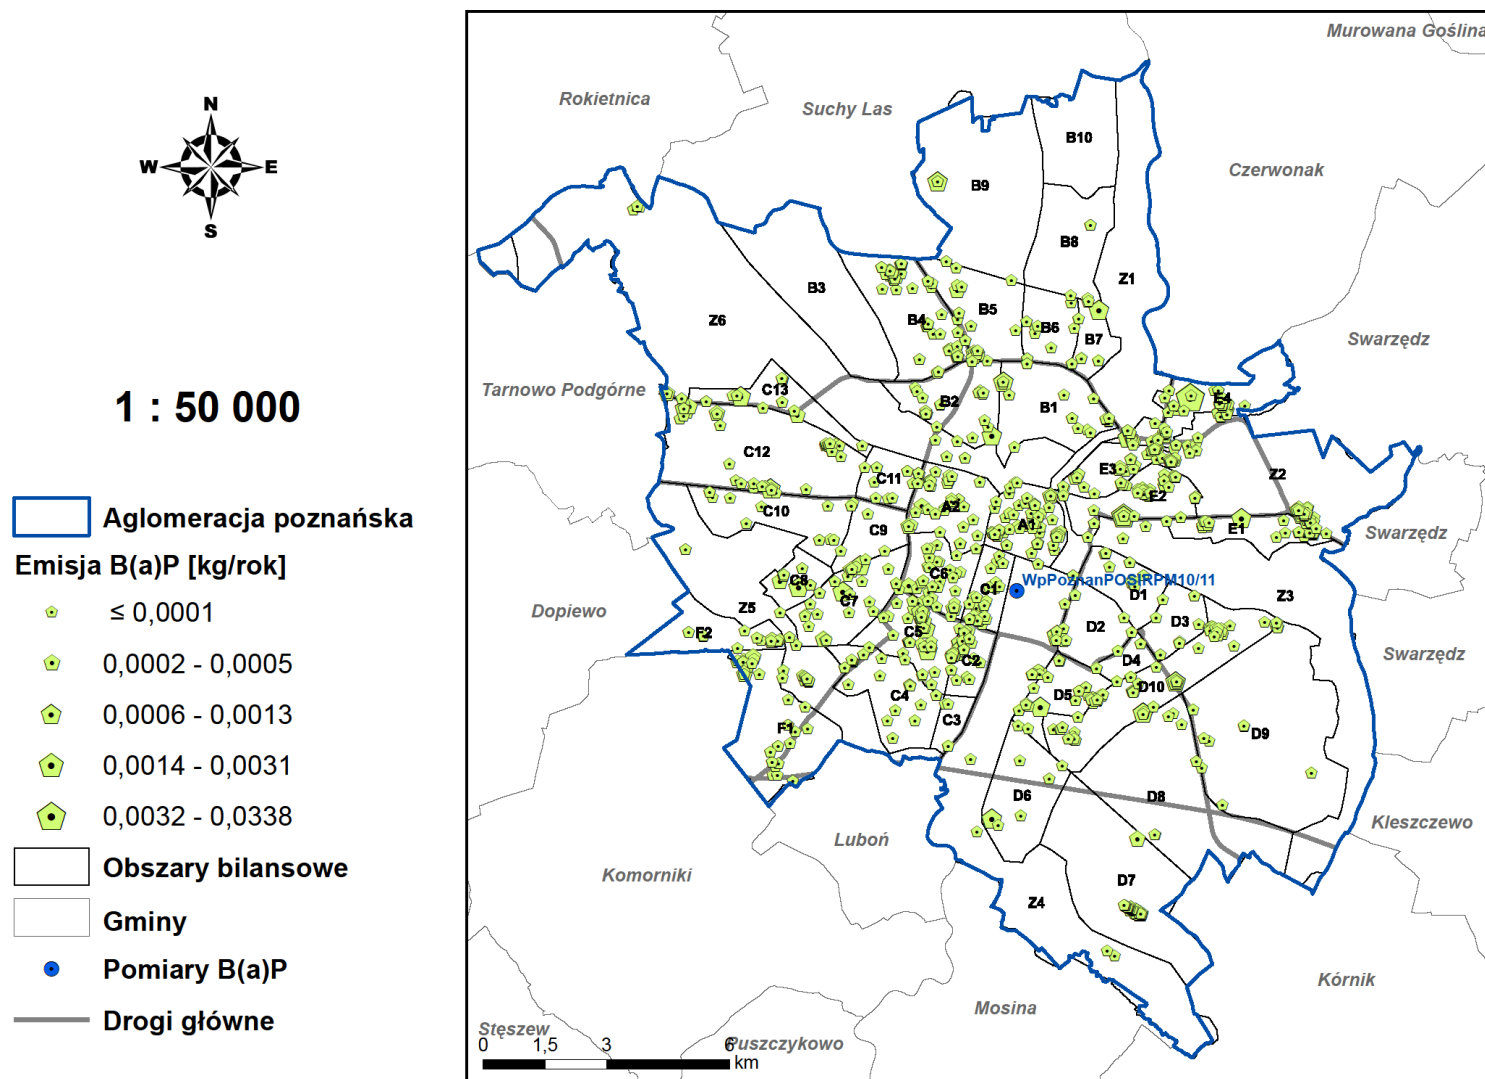 N
W
E
S
1 : 50 000
Aglomeracja poznańska
Emisja B(a)P [kg/rok]
≤ 0,0001
0,0002 - 0,0005
0,0006 - 0,0013
0,0014 - 0,0031
0,0032 - 0,0338
Obszary bilansowe
Gminy
Pomiary B(a)P
Drogi główne
Murowana Goślina
Rokietnica
Suchy Las
B10
Czerwonak
B9
B8
Z1
B3
Z6
B4
B5
B6
B7
Swarzędz
Tarnowo Podgórne
C13
B2
B1
E4
C12
C11
E3
Z2
E2
C10
A2
A1
C9
E1
Swarzędz
C6
C8
C7
C1
WpPoznanPOSIRPM10/11
D1
Z3
Dopiewo
Z5
F2
C5
D2
D3
C2
D4
Swarzędz
D10
C4
D5
C3
F1
D9
D6
D8
Luboń
Kleszczewo
Komorniki
D7
Z4
Kórnik
Mosina
Stęszew
Puszczykowo
0
1,5
3
6
km